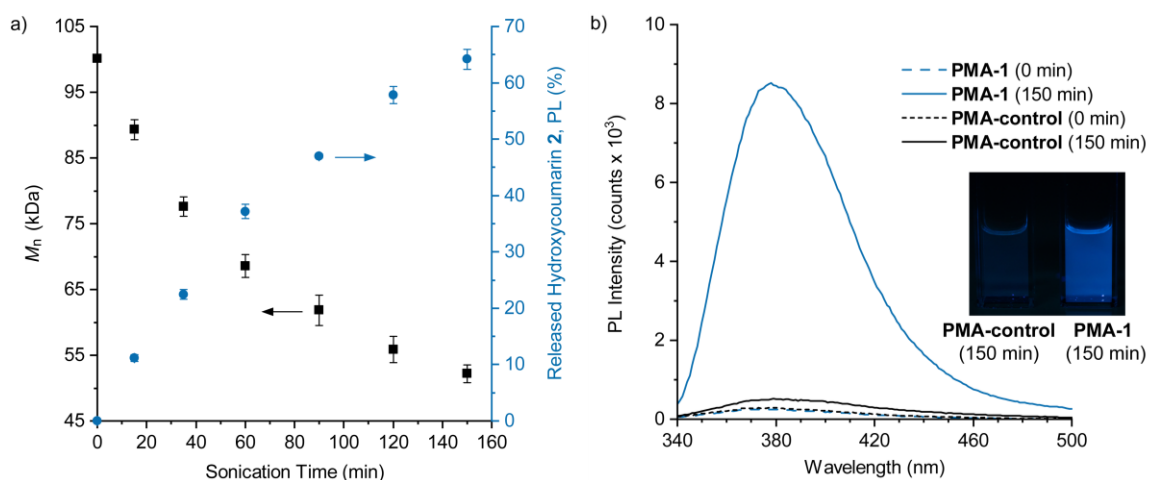 a)
105
95
85
75
65
55
45
Mn (kDa)
0 20 40 60 80 100 120 140 160
Sonication Time (min)
70
60
50
40
30
20
10
0
Released Hydroxycoumarin 2, PL (%)
b)
10
8
6
4
2
0
PL Intensity (counts x 10³)
340 380 420 460 500
Wavelength (nm)
PMA-1 (0 min)
PMA-1 (150 min)
PMA-control (0 min)
PMA-control (150 min)
PMA-control PMA-1
(150 min) (150 min)